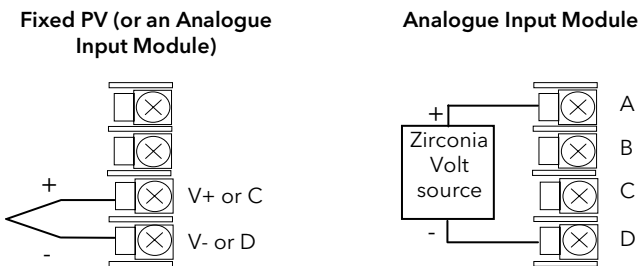 Fixed PV (or an Analogue
Input Module)
+
-
V+ or C
V- or D
Analogue Input Module
+
Zirconia
Volt
source
-
A
B
C
D